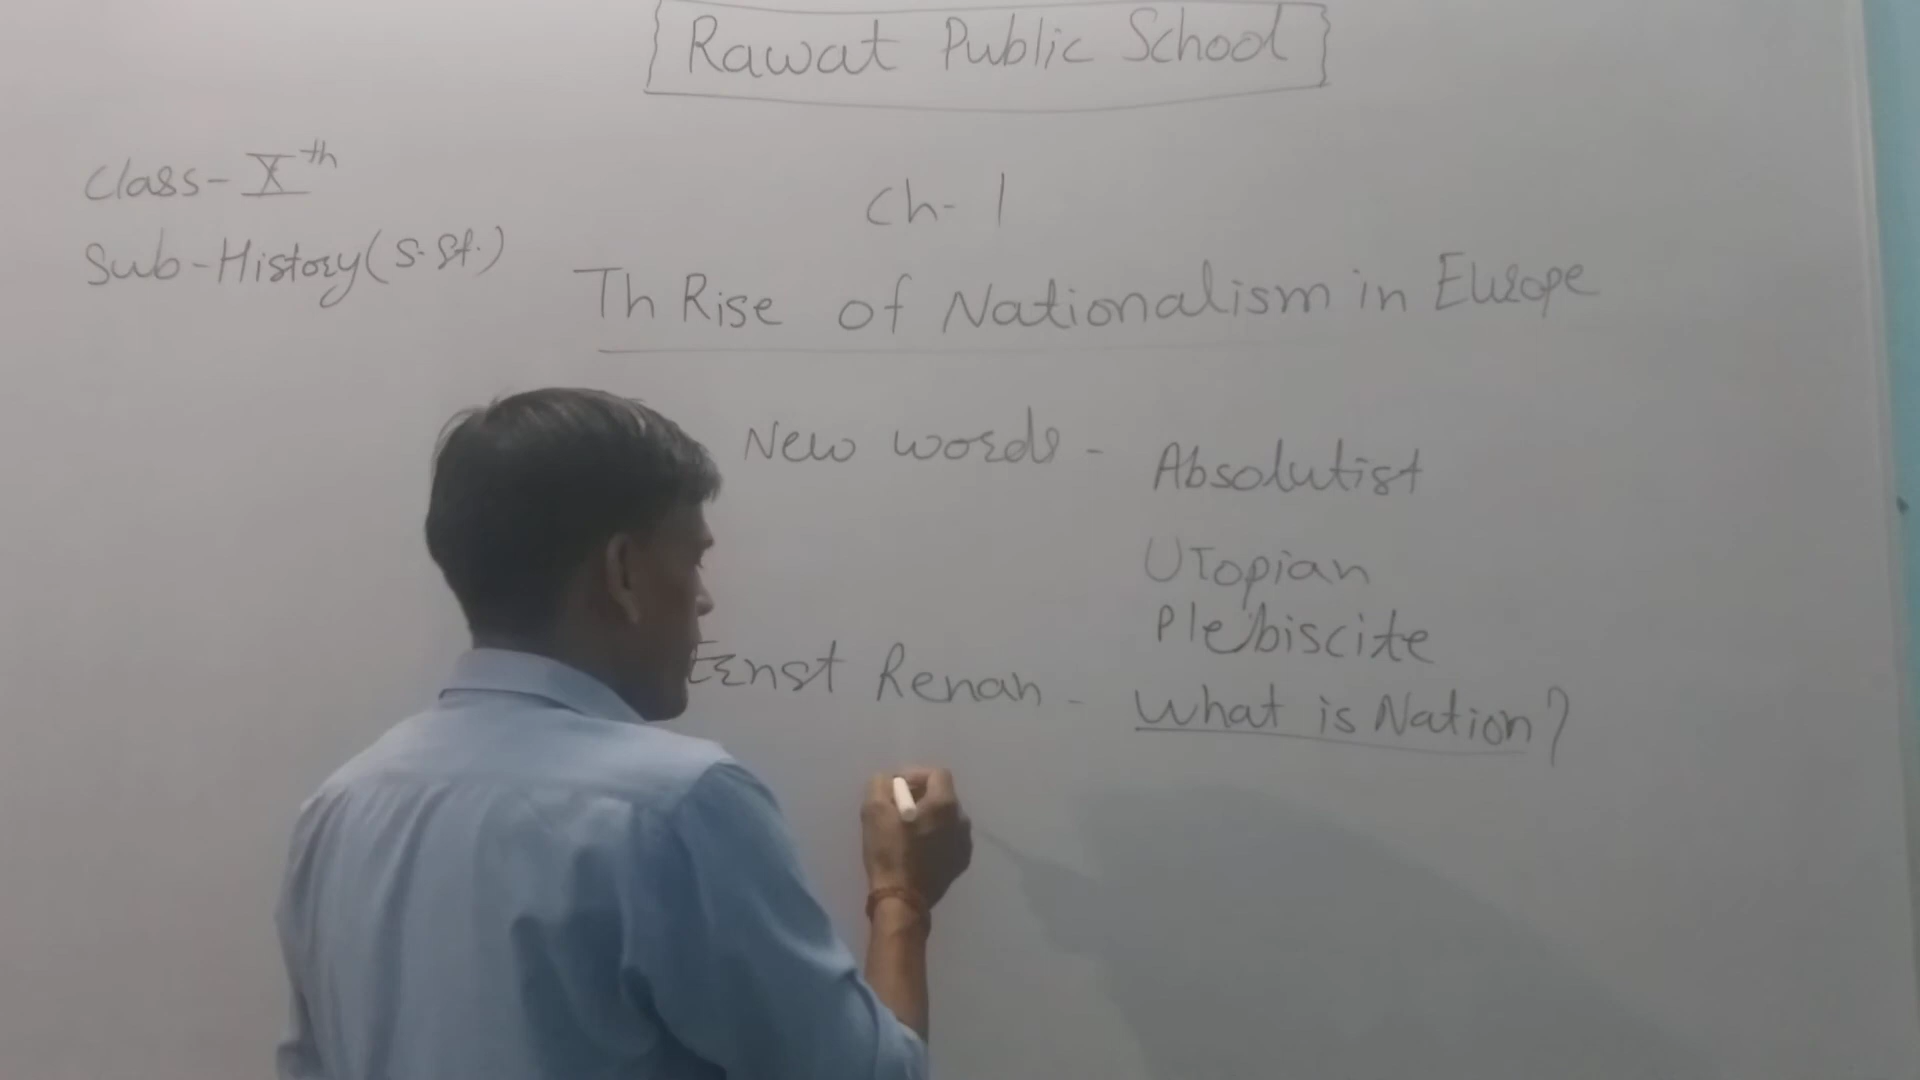 Rawat Public School
Class-Xth
Sub-History(S.St.)
Ch-1
Th Rise of Nationalism in Europe
New words - Absolutist
Utopian
Plebiscite
Ernst Renan - What is Nation?